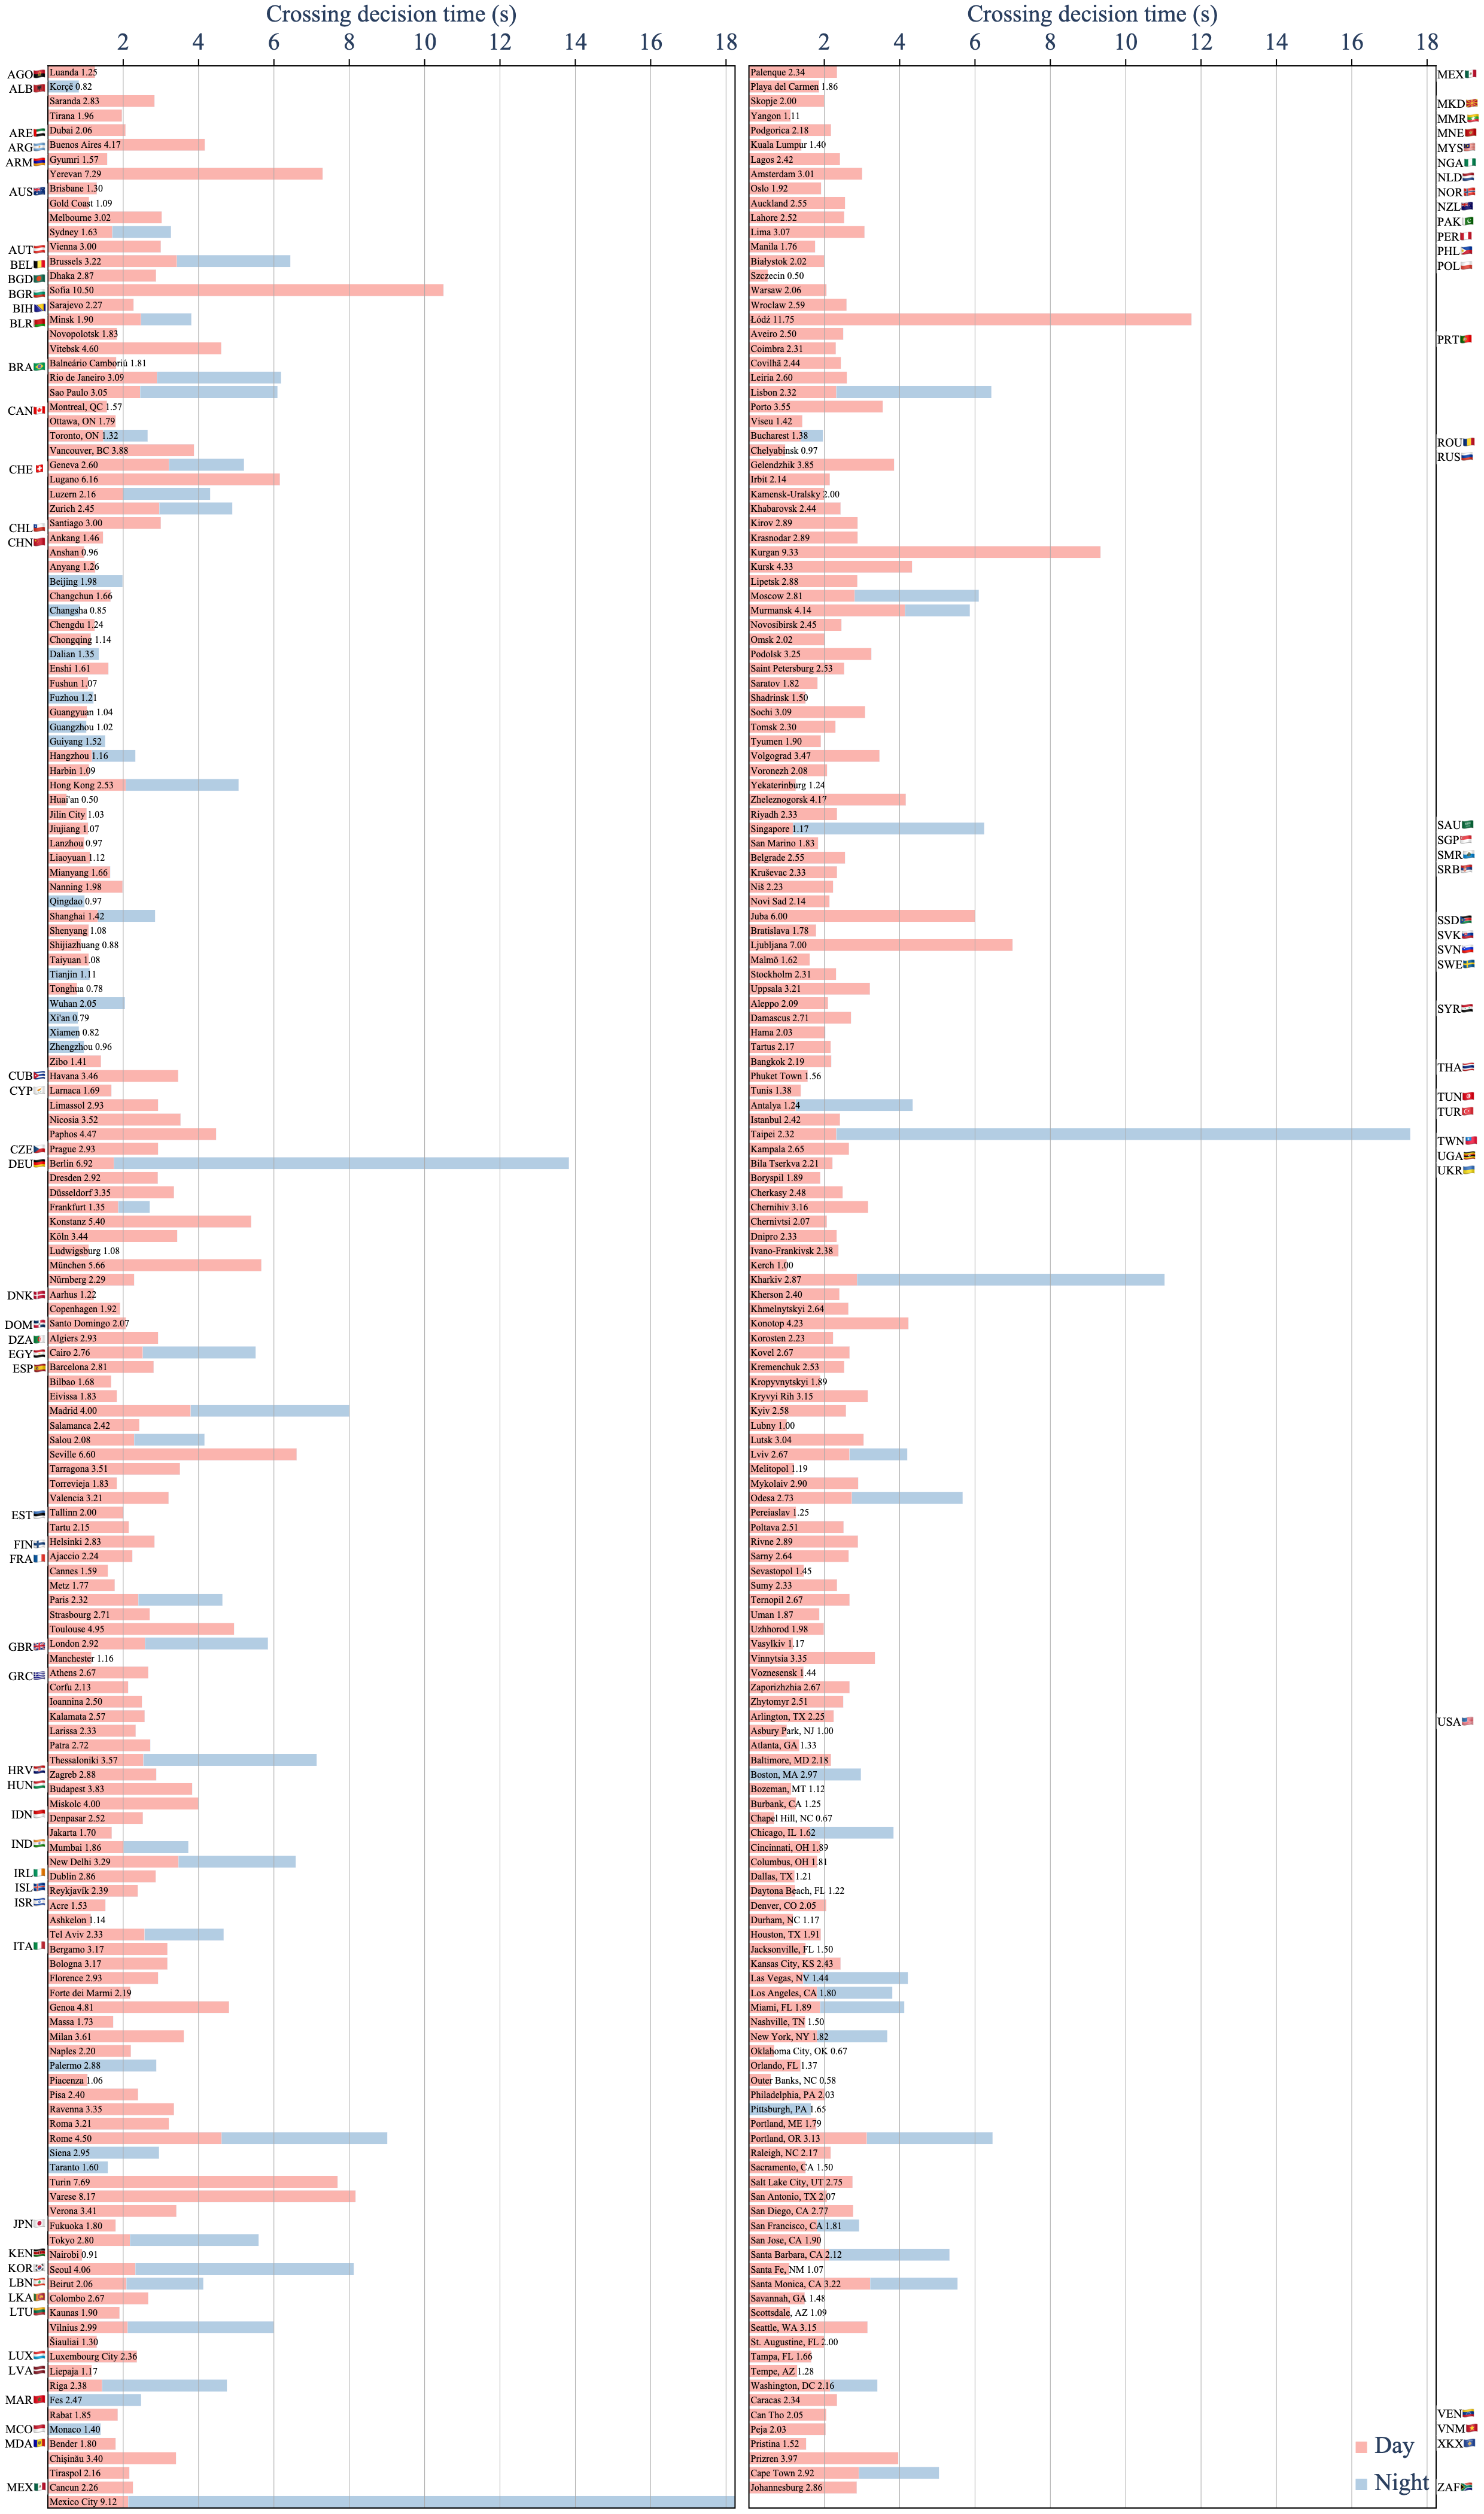 Crossing decision time (s)
2 4 6 8 10 12 14 16 18
AGO Luanda 1.25
ALB Korçë 0.82
Saranda 2.83
Tirana 1.96
ARE Dubai 2.06
ARG Buenos Aires 4.17
ARM Gyumri 1.57
Yerevan 7.29
AUS Brisbane 1.30
Gold Coast 1.09
Melbourne 3.02
Sydney 1.63
AUT Vienna 3.00
BEL Brussels 3.22
BGD Dhaka 2.87
BGR Sofia 10.50
BIH Sarajevo 2.27
BLR Minsk 1.90
Novopolotsk 1.83
Vitebsk 4.60
BRA Balneário Camboriú 1.81
Rio de Janeiro 3.09
Sao Paulo 3.05
CAN Montreal, QC 1.57
Ottawa, ON 1.79
Toronto, ON 1.32
Vancouver, BC 3.88
CHE Geneva 2.60
Lugano 6.16
Luzern 2.16
Zurich 2.45
CHL Santiago 3.00
CHN Ankang 1.46
Anshan 0.96
Anyang 1.26
Beijing 1.98
Changchun 1.66
Changsha 0.85
Chengdu 1.24
Chongqing 1.14
Dalian 1.35
Enshi 1.61
Fushun 1.07
Fuzhou 1.21
Guangyuan 1.04
Guangzhou 1.02
Guiyang 1.52
Hangzhou 1.16
Harbin 1.09
Hong Kong 2.53
Huai'an 0.50
Jilin City 1.03
Jiujiang 1.07
Lanzhou 0.97
Liaoyuan 1.12
Mianyang 1.66
Nanning 1.98
Qingdao 0.97
Shanghai 1.42
Shenyang 1.08
Shijiazhuang 0.88
Taiyuan 1.08
Tianjin 1.11
Tonghua 0.78
Wuhan 2.05
Xi'an 0.79
Xiamen 0.82
Zhengzhou 0.96
Zibo 1.41
CUB Havana 3.46
CYP Larnaca 1.69
Limassol 2.93
Nicosia 3.52
Paphos 4.47
CZE Prague 2.93
DEU Berlin 6.92
Dresden 2.92
Düsseldorf 3.35
Frankfurt 1.35
Konstanz 5.40
Köln 3.44
Ludwigsburg 1.08
München 5.66
Nürnberg 2.29
DNK Aarhus 1.22
Copenhagen 1.92
DOM Santo Domingo 2.07
DZA Algiers 2.93
EGY Cairo 2.76
ESP Barcelona 2.81
Bilbao 1.68
Eivissa 1.83
Madrid 4.00
Salamanca 2.42
Salou 2.08
Seville 6.60
Tarragona 3.51
Torrevieja 1.83
Valencia 3.21
EST Tallinn 2.00
Tartu 2.15
FIN Helsinki 2.83
FRA Ajaccio 2.24
Cannes 1.59
Metz 1.77
Paris 2.32
Strasbourg 2.71
Toulouse 4.95
GBR London 2.92
Manchester 1.16
GRC Athens 2.67
Corfu 2.13
Ioannina 2.50
Kalamata 2.57
Larissa 2.33
Patra 2.72
Thessaloniki 3.57
HRV Zagreb 2.88
HUN Budapest 3.83
Miskolc 4.00
IDN Denpasar 2.52
Jakarta 1.70
IND Mumbai 1.86
New Delhi 3.29
IRL Dublin 2.86
ISL Reykjavik 2.39
ISR Acre 1.53
Ashkelon 1.14
Tel Aviv 2.33
ITA Bergamo 3.17
Bologna 3.17
Florence 2.93
Forte dei Marmi 2.19
Genoa 4.81
Massa 1.73
Milan 3.61
Naples 2.20
Palermo 2.88
Piacenza 1.06
Pisa 2.40
Ravenna 3.35
Roma 3.21
Rome 4.50
Siena 2.95
Taranto 1.60
Turin 7.69
Varese 8.17
Verona 3.41
JPN Fukuoka 1.80
Tokyo 2.80
KEN Nairobi 0.91
KOR Seoul 4.06
LBN Beirut 2.06
LKA Colombo 2.67
LTU Kaunas 1.90
Vilnius 2.99
Šiauliai 1.30
LUX Luxembourg City 2.36
LVA Liepaja 1.17
Riga 2.38
MAR Fes 2.47
Rabat 1.85
MCO Monaco 1.40
MDA Bender 1.80
Chişinău 3.40
Tiraspol 2.16
MEX Cancun 2.26
Mexico City 9.12
Crossing decision time (s)
2 4 6 8 10 12 14 16 18
Palenque 2.34 MEX
Playa del Carmen 1.86
Skopje 2.00 MKD
Yangon 1.11 MMR
Podgorica 2.18 MNE
Kuala Lumpur 1.40 MYS
Lagos 2.42 NGA
Amsterdam 3.01 NLD
Oslo 1.92 NOR
Auckland 2.55 NZL
Lahore 2.52 PAK
Lima 3.07 PER
Manila 1.76 PHL
Białystok 2.02 POL
Szczecin 0.50
Warsaw 2.06
Wroclaw 2.59
Łódź 11.75
Aveiro 2.50 PRT
Coimbra 2.31
Covilhã 2.44
Leiria 2.60
Lisbon 2.32
Porto 3.55
Viseu 1.42
Bucharest 1.38 ROU
Chelyabinsk 0.97 RUS
Gelendzhik 3.85
Irbit 2.14
Kamensk-Uralsky 2.00
Khabarovsk 2.44
Kirov 2.89
Krasnodar 2.89
Kurgan 9.33
Kursk 4.33
Lipetsk 2.88
Moscow 2.81
Murmansk 4.14
Novosibirsk 2.45
Omsk 2.02
Podolsk 3.25
Saint Petersburg 2.53
Saratov 1.82
Shadrinsk 1.50
Sochi 3.09
Tomsk 2.30
Tyumen 1.90
Volgograd 3.47
Voronezh 2.08
Yekaterinburg 1.24
Zheleznogorsk 4.17
Riyadh 2.33 SAU
Singapore 1.17 SGP
San Marino 1.83 SMR
Belgrade 2.55 SRB
Kruševac 2.33
Niš 2.23
Novi Sad 2.14
Juba 6.00 SSD
Bratislava 1.78 SVK
Ljubljana 7.00 SVN
Malmö 1.62 SWE
Stockholm 2.31
Uppsala 3.21
Aleppo 2.09 SYR
Damascus 2.71
Hama 2.03
Tartus 2.17
Bangkok 2.19 THA
Phuket Town 1.56
Tunis 1.38 TUN
Antalya 1.24 TUR
Istanbul 2.42
Taipei 2.32 TWN
Kampala 2.65 UGA
Bila Tserkva 2.21 UKR
Boryspil 1.89
Cherkasy 2.48
Chernihiv 3.16
Chernivtsi 2.07
Dnipro 2.33
Ivano-Frankivsk 2.38
Kerch 1.00
Kharkiv 2.87
Kherson 2.40
Khmelnytskyi 2.64
Konotop 4.23
Korosten 2.23
Kovel 2.67
Kremenchuk 2.53
Kropyvnytskyi 1.89
Kryvyi Rih 3.15
Kyiv 2.58
Lubny 1.00
Lutsk 3.04
Lviv 2.67
Melitopol 1.19
Mykolaiv 2.90
Odesa 2.73
Pereiaslav 1.25
Poltava 2.51
Rivne 2.89
Sarny 2.64
Sevastopol 1.45
Sumy 2.33
Ternopil 2.67
Uman 1.87
Uzhhorod 1.98
Vasylkiv 1.17
Vinnytsia 3.35
Voznesensk 1.44
Zaporizhzhia 2.67
Zhytomyr 2.51
Arlington, TX 2.25 USA
Asbury Park, NJ 1.00
Atlanta, GA 1.33
Baltimore, MD 2.18
Boston, MA 2.97
Bozeman, MT 1.12
Burbank, CA 1.25
Chapel Hill, NC 0.67
Chicago, IL 1.62
Cincinnati, OH 1.89
Columbus, OH 1.81
Dallas, TX 1.21
Daytona Beach, FL 1.22
Denver, CO 2.05
Durham, NC 1.17
Houston, TX 1.91
Jacksonville, FL 1.50
Kansas City, KS 2.43
Las Vegas, NV 1.44
Los Angeles, CA 1.80
Miami, FL 1.89
Nashville, TN 1.50
New York, NY 1.82
Oklahoma City, OK 0.67
Orlando, FL 1.37
Outer Banks, NC 0.58
Philadelphia, PA 2.03
Pittsburgh, PA 1.65
Portland, ME 1.79
Portland, OR 3.13
Raleigh, NC 2.17
Sacramento, CA 1.50
Salt Lake City, UT 2.75
San Antonio, TX 2.07
San Diego, CA 2.77
San Francisco, CA 1.81
San Jose, CA 1.90
Santa Barbara, CA 2.12
Santa Fe, NM 1.07
Santa Monica, CA 3.22
Savannah, GA 1.48
Scottsdale, AZ 1.09
Seattle, WA 3.15
St. Augustine, FL 2.00
Tampa, FL 1.66
Tempe, AZ 1.28
Washington, DC 2.16
Caracas 2.34 VEN
Can Tho 2.05 VNM
Peja 2.03 XKX
Pristina 1.52
Prizren 3.97
Cape Town 2.92 ZAF
Johannesburg 2.86
Day
Night